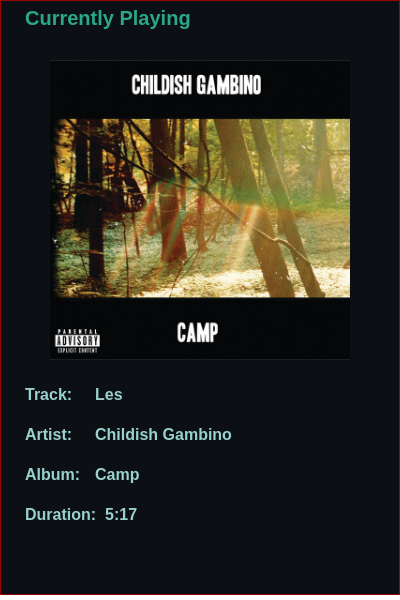 Currently Playing
CHILDISH GAMBINO
CAMP
PARENTAL
ADVISORY
EXPLICIT CONTENT
Track: Les
Artist: Childish Gambino
Album: Camp
Duration: 5:17